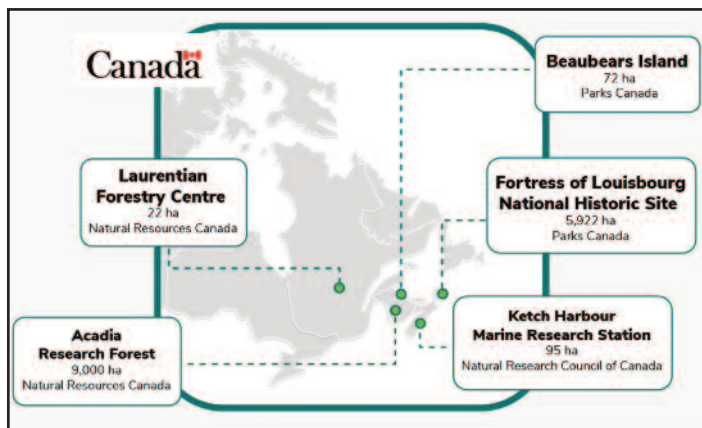 Canada
Beaubears Island
72 ha
Parks Canada
Laurentian
Forestry Centre
22 ha
Natural Resources Canada
Fortress of Louisbourg
National Historic Site
5,922 ha
Parks Canada
Acadia
Research Forest
9,000 ha
Natural Resources Canada
Ketch Harbour
Marine Research Station
95 ha
Natural Research Council of Canada